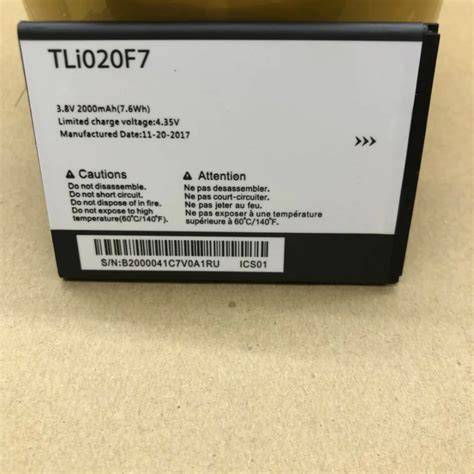 TLi020F7
3.8V 2000mAh(7.6Wh)
Limited charge voltage:4.35V
Manufactured Date:11-20-2017
>>>
Cautions
Do not disassemble.
Do not short circuit.
Do not dispose of in fire.
Do not expose to high
temperature(60℃/140℉).
Attention
Ne pas desassembler.
Ne pas court-circuiter.
Ne pas jeter au feu.
Ne pas exposer à une température
supérieure à 60℃/140℉.
S/N:B2000041C7V0A1RU ICS01